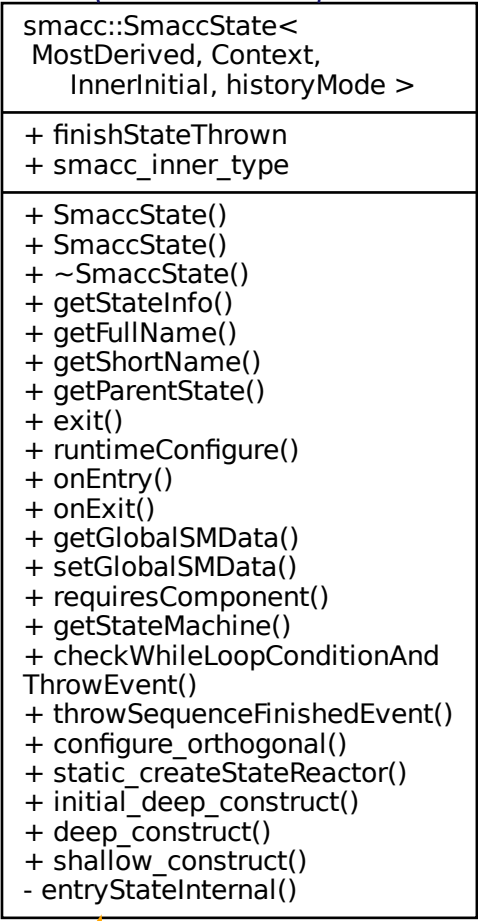 smacc::SmaccState<
MostDerived, Context,
InnerInitial, historyMode >
+ finishStateThrown
+ smacc_inner_type
+ SmaccState()
+ SmaccState()
+ ~SmaccState()
+ getStateInfo()
+ getFullName()
+ getShortName()
+ getParentState()
+ exit()
+ runtimeConfigure()
+ onEntry()
+ onExit()
+ getGlobalSMData()
+ setGlobalSMData()
+ requiresComponent()
+ getStateMachine()
+ checkWhileLoopConditionAnd
ThrowEvent()
+ throwSequenceFinishedEvent()
+ configure_orthogonal()
+ static_createStateReactor()
+ initial_deep_construct()
+ deep_construct()
+ shallow_construct()
- entryStateInternal()